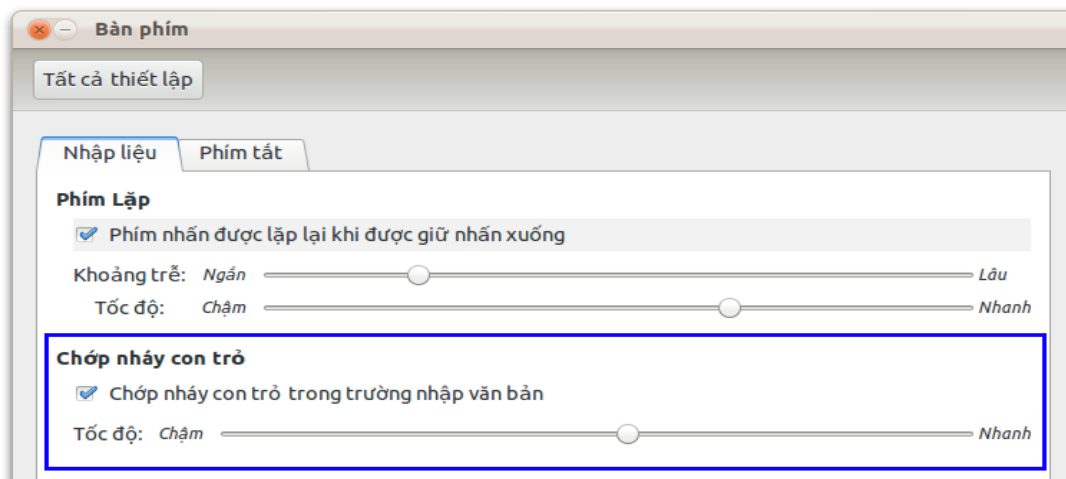 Bàn phím
Tất cả thiết lập
Nhập liệu Phím tắt
Phím Lặp
Phím nhấn được lặp lại khi được giữ nhấn xuống
Khoảng trễ: Ngắn Lâu
Tốc độ: Chậm Nhanh
Chớp nháy con trỏ
Chớp nháy con trỏ trong trường nhập văn bản
Tốc độ: Chậm Nhanh